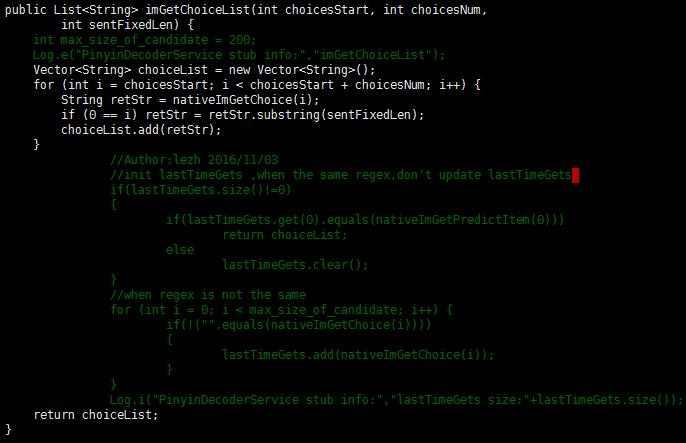 public List<String> imGetChoiceList(int choicesStart, int choicesNum,
        int sentFixedLen) {
    int max_size_of_candidate = 200;
    Log.e("PinyinDecoderService stub info:","imGetChoiceList");
    Vector<String> choiceList = new Vector<String>();
    for (int i = choicesStart; i < choicesStart + choicesNum; i++) {
        String retStr = nativeImGetChoice(i);
        if (0 == i) retStr = retStr.substring(sentFixedLen);
        choiceList.add(retStr);
    }
               //Author:lezh 2016/11/03
               //init lastTimeGets ,when the same regex,don't update lastTimeGets
               if(lastTimeGets.size()!=0)
               {
                       if(lastTimeGets.get(0).equals(nativeImGetPredictItem(0)))
                               return choiceList;
                       else
                               lastTimeGets.clear();
               }
               //when regex is not the same
               for (int i = 0; i < max_size_of_candidate; i++) {
                       if(!("".equals(nativeImGetChoice(i))))
                       {
                               lastTimeGets.add(nativeImGetChoice(i));
                       }
               }
               Log.i("PinyinDecoderService stub info:","lastTimeGets size:"+lastTimeGets.size());
    return choiceList;
}